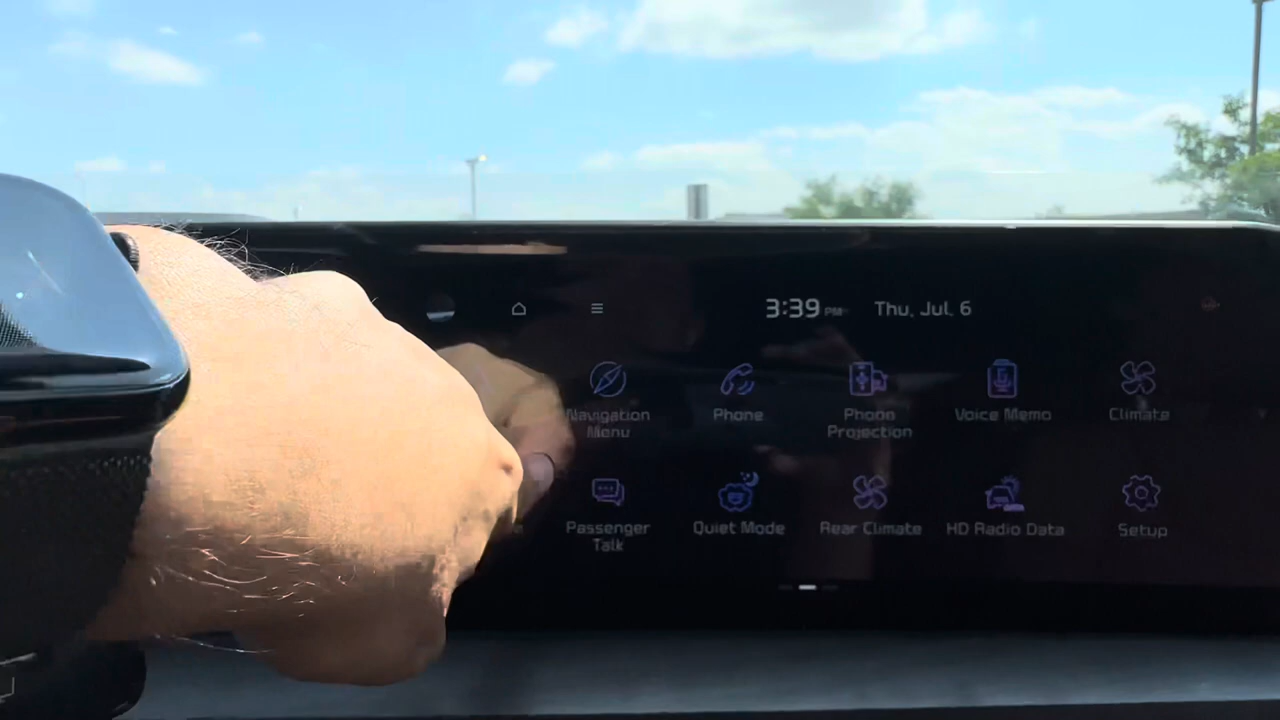 3:39 PM Thu, Jul. 6
Navigation Menu
Phone
Phone Projection
Voice Memo
Climate
Passenger Talk
Quiet Mode
Rear Climate
HD Radio Data
Setup